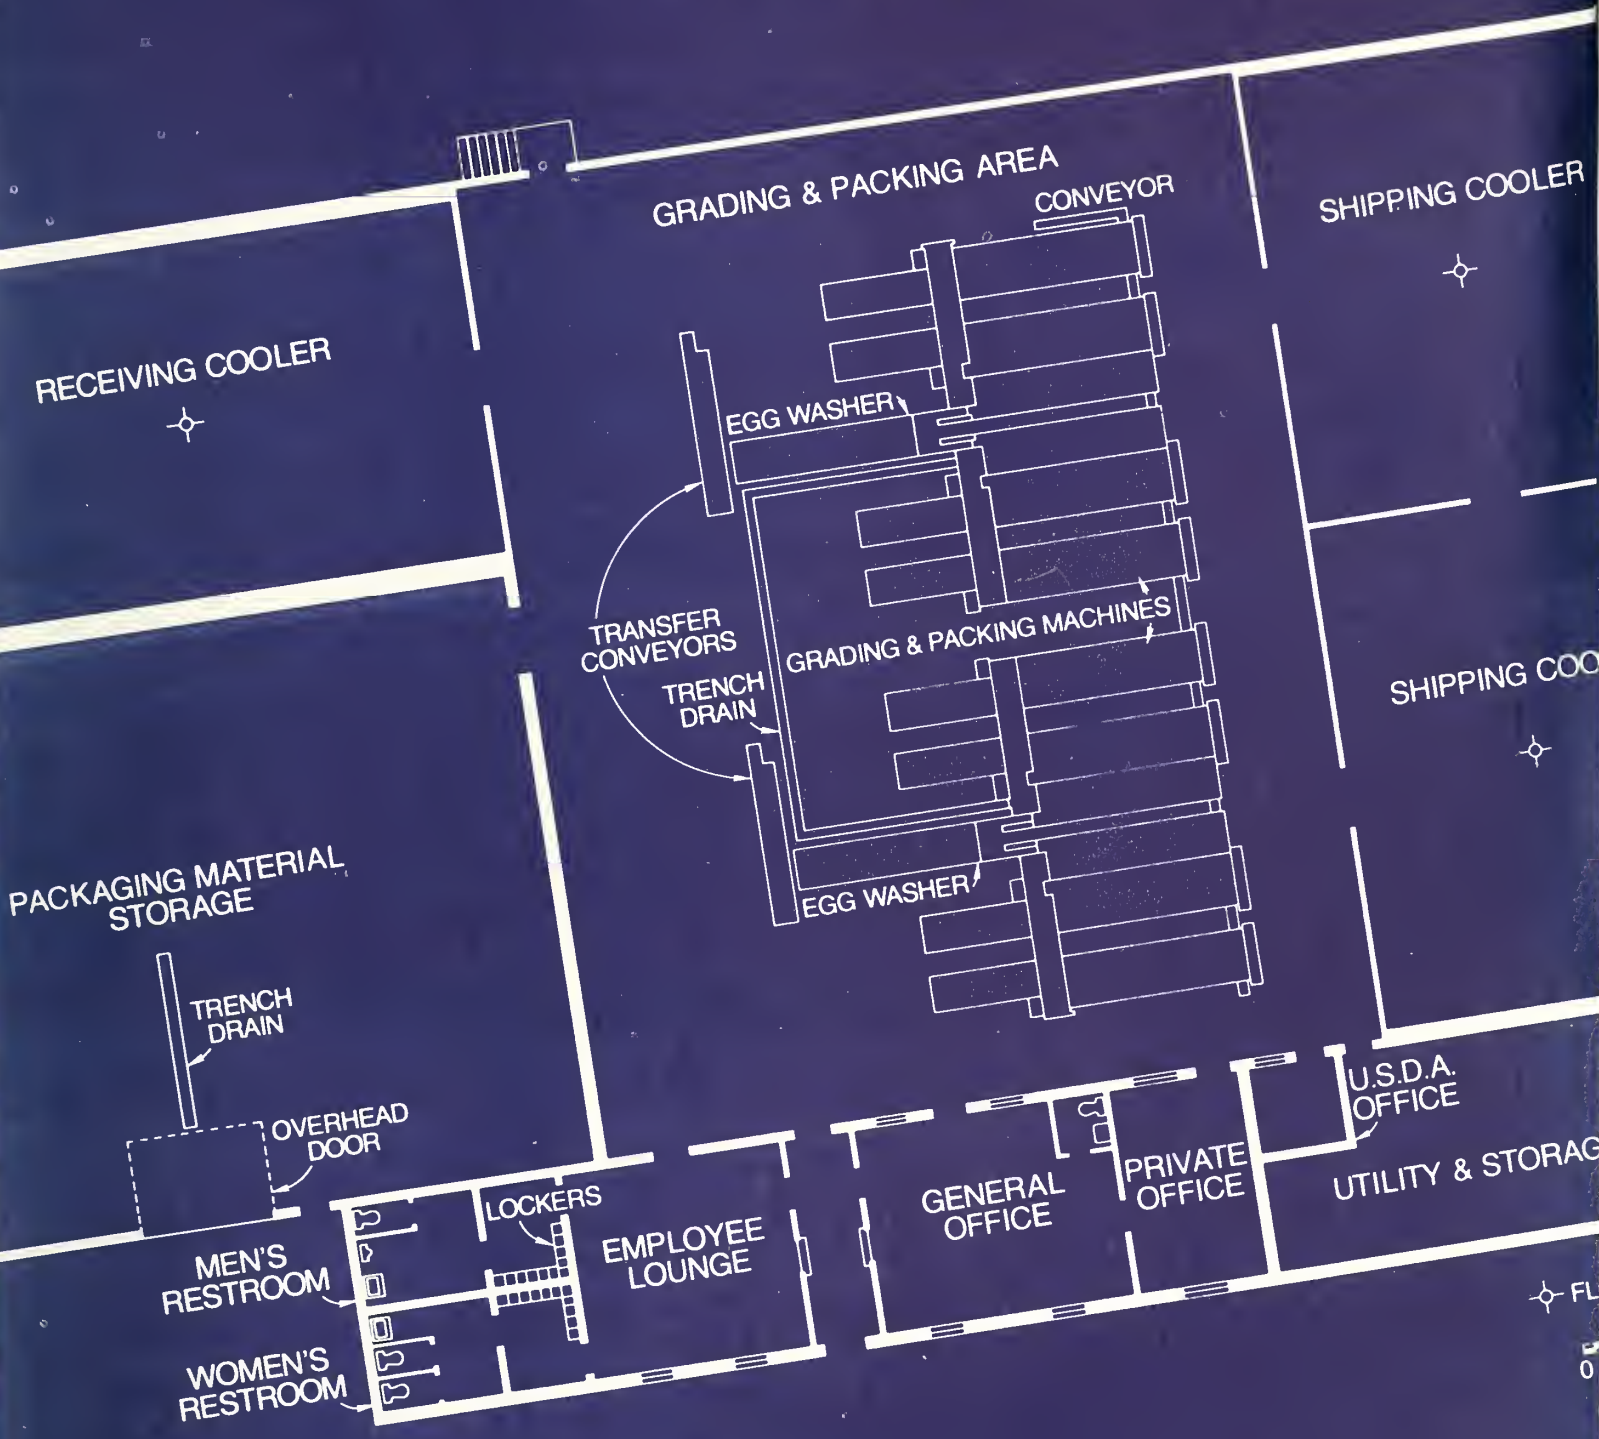 GRADING & PACKING AREA
CONVEYOR
SHIPPING COOLER
RECEIVING COOLER
EGG WASHER
TRANSFER
CONVEYORS
GRADING & PACKING MACHINES
TRENCH
DRAIN
SHIPPING COO
PACKAGING MATERIAL
STORAGE
EGG WASHER
TRENCH
DRAIN
OVERHEAD
DOOR
U.S.D.A.
OFFICE
LOCKERS
EMPLOYEE
LOUNGE
GENERAL
OFFICE
PRIVATE
OFFICE
UTILITY & STORAG
MEN'S
RESTROOM
WOMEN'S
RESTROOM
FL
0